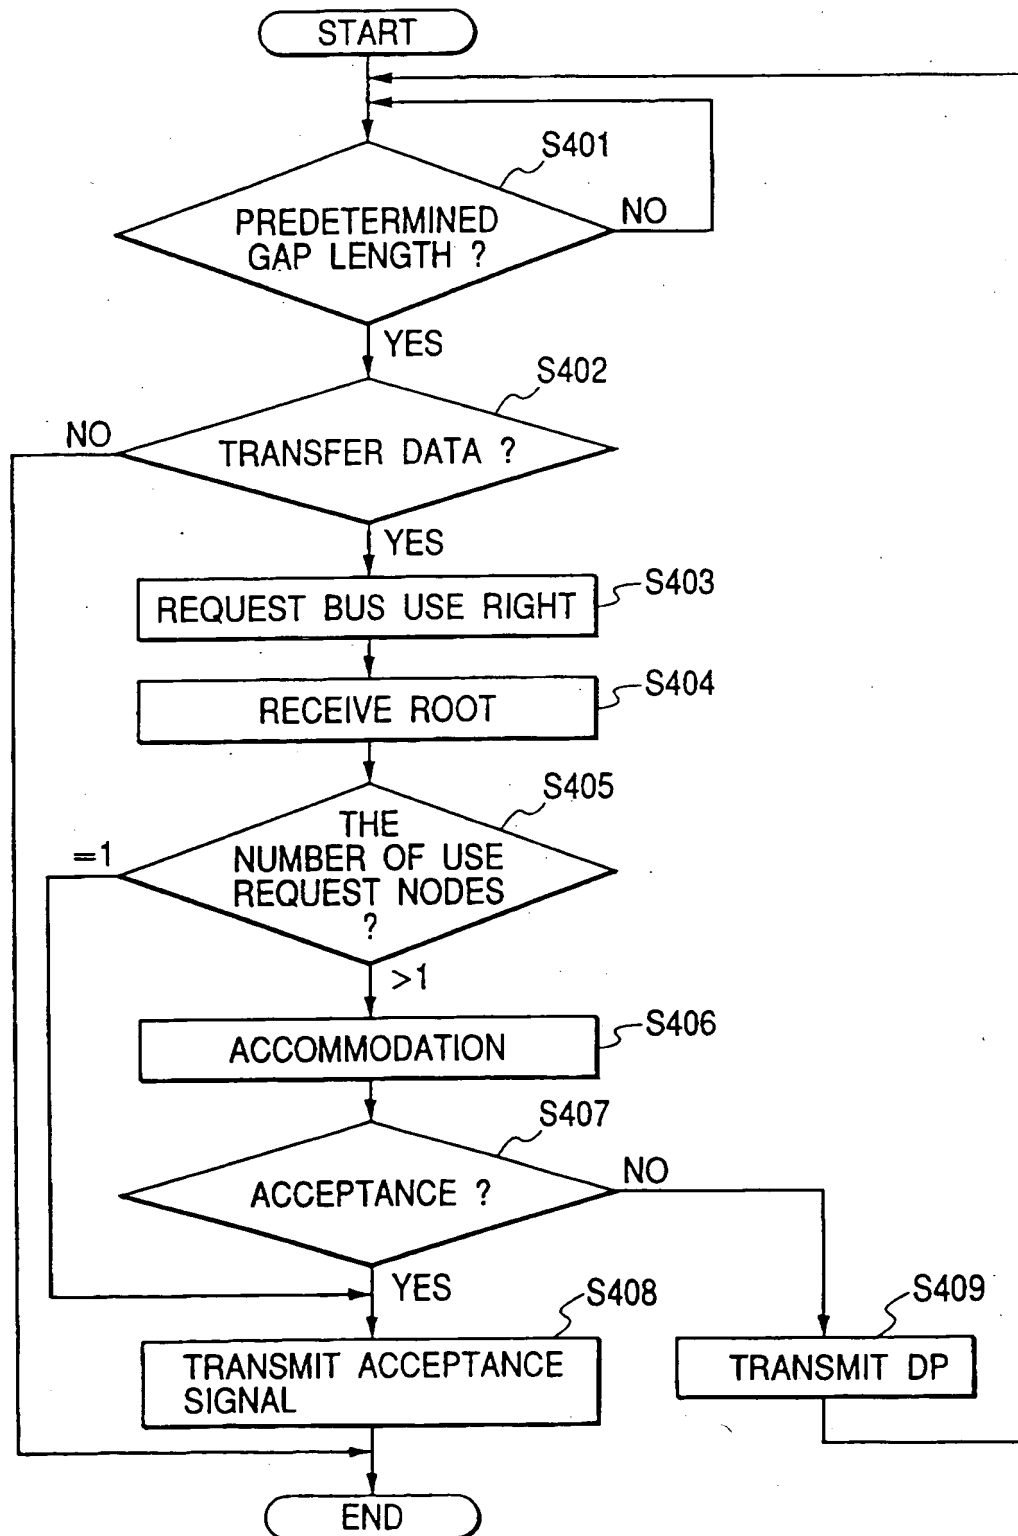 START
S401
PREDETERMINED
GAP LENGTH ?
NO
YES
S402
NO
TRANSFER DATA ?
YES
S403
REQUEST BUS USE RIGHT
S404
RECEIVE ROOT
S405
=1
THE
NUMBER OF USE
REQUEST NODES
?
>1
S406
ACCOMMODATION
S407
NO
ACCEPTANCE ?
YES
S408
S409
TRANSMIT ACCEPTANCE
SIGNAL
TRANSMIT DP
END